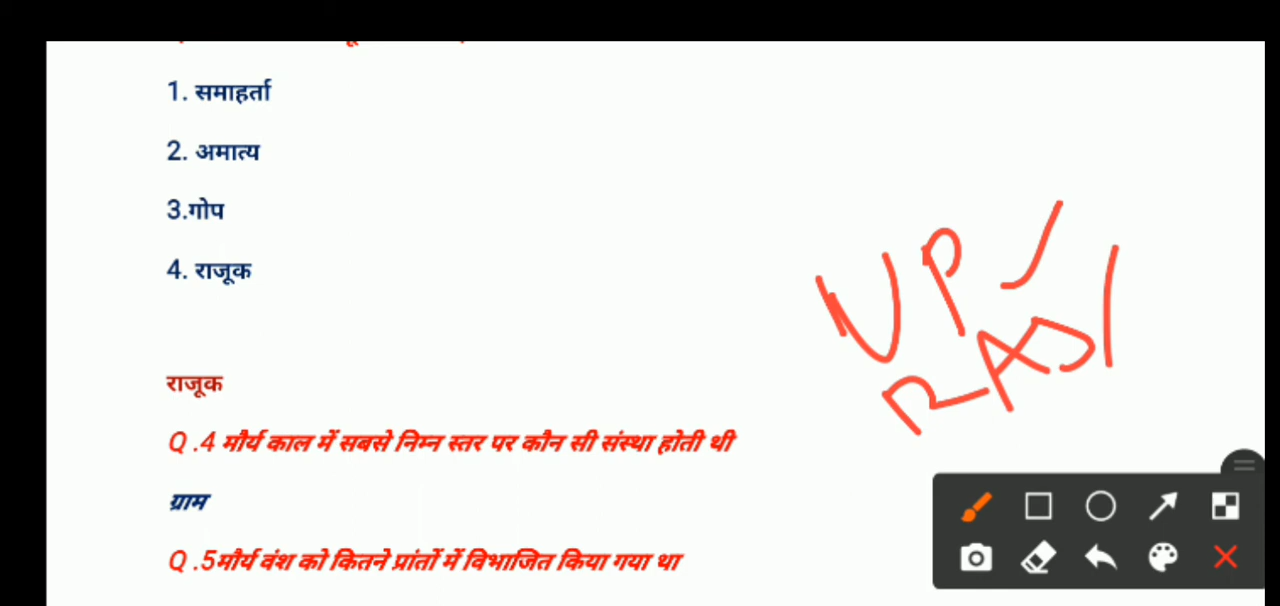 1. समाहर्ता
2. अमात्य
3.गोप
4. राजूक
UP
RAJ
राजूक
Q .4 मौर्य काल में सबसे निम्न स्तर पर कौन सी संस्था होती थी
ग्राम
Q .5मौर्य वंश को कितने प्रांतों में विभाजित किया गया था